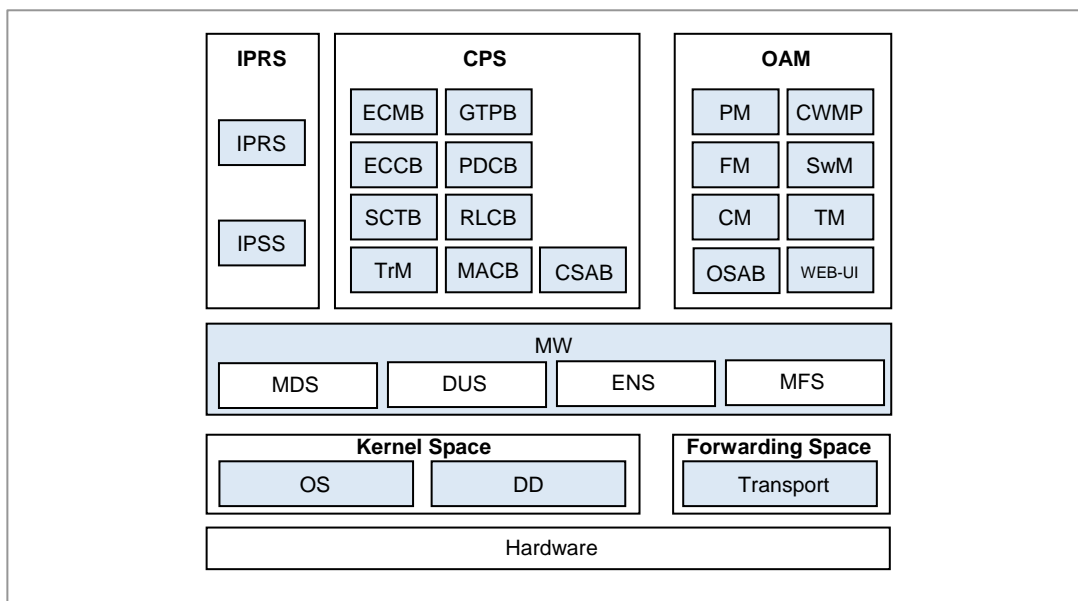 IPRS
IPRS
IPSS
CPS
ECMB GTPB
ECCB PDCB
SCTB RLCB
TrM MACB CSAB
OAM
PM CWMP
FM SwM
CM TM
OSAB WEB-UI
MW
MDS DUS ENS MFS
Kernel Space
OS DD
Forwarding Space
Transport
Hardware